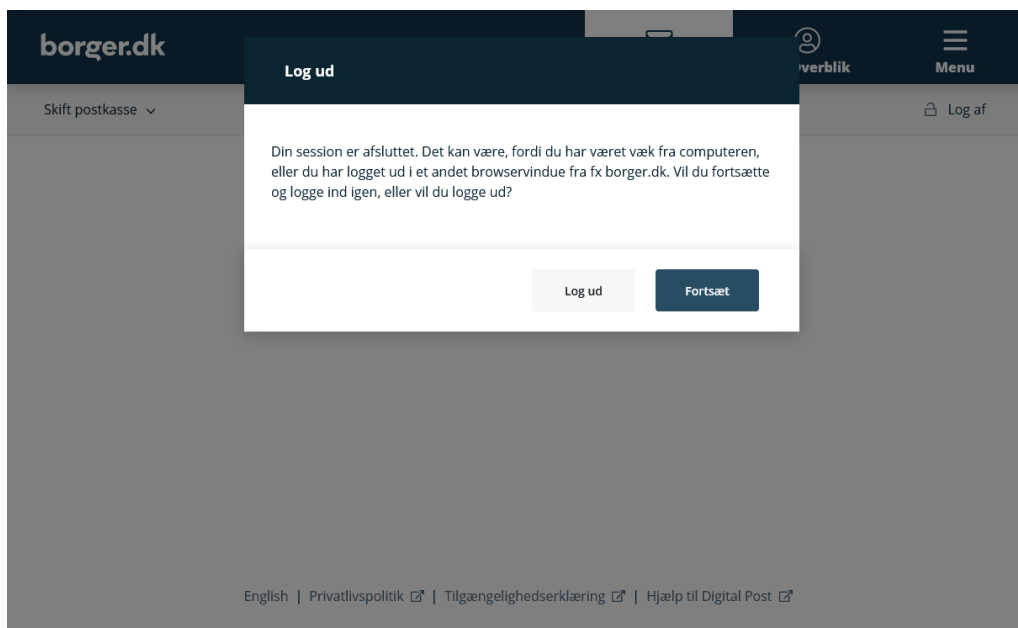 borger.dk
verblik
Menu
Skift postkasse
Log af
Log ud
Din session er afsluttet. Det kan være, fordi du har været væk fra computeren,
eller du har logget ud i et andet browservindue fra fx borger.dk. Vil du fortsætte
og logge ind igen, eller vil du logge ud?
Log ud
Fortsæt
English | Privatlivspolitik | Tilgængelighedserklæring | Hjælp til Digital Post